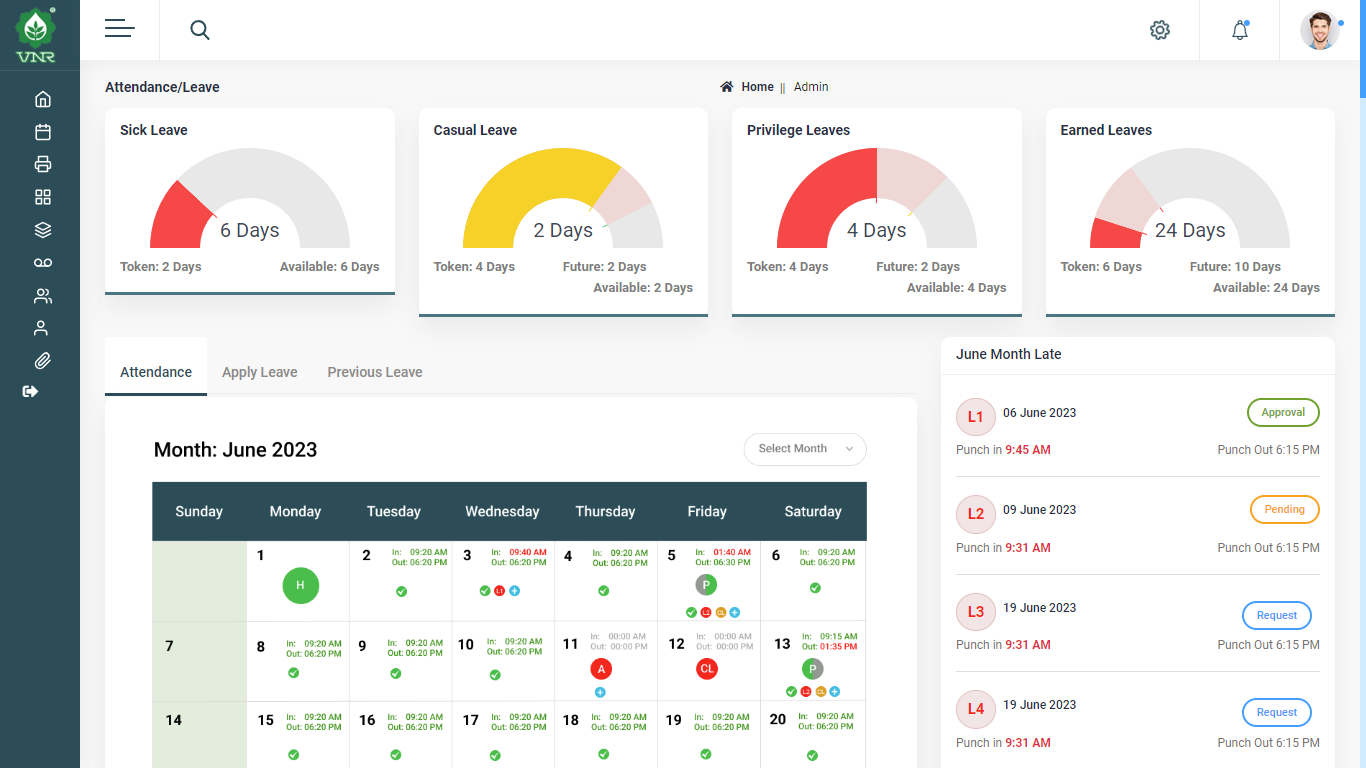 VNR
Attendance/Leave
Home || Admin
Sick Leave
6 Days
Token: 2 Days Available: 6 Days
Casual Leave
2 Days
Token: 4 Days Future: 2 Days
Available: 2 Days
Privilege Leaves
4 Days
Token: 4 Days Future: 2 Days
Available: 4 Days
Earned Leaves
24 Days
Token: 6 Days Future: 10 Days
Available: 24 Days
Attendance Apply Leave Previous Leave
Month: June 2023 Select Month
Sunday Monday Tuesday Wednesday Thursday Friday Saturday
1
H
2 In: 09:20 AM
Out: 06:20 PM
3 In: 09:40 AM
Out: 06:20 PM
L1
4 In: 09:20 AM
Out: 06:20 PM
5 In: 01:40 AM
Out: 06:30 PM
P
L2 CL
6 In: 09:20 AM
Out: 06:20 PM
7
8 In: 09:20 AM
Out: 06:20 PM
9 In: 09:20 AM
Out: 06:20 PM
10 In: 09:20 AM
Out: 06:20 PM
11 In: 00:00 AM
Out: 00:00 PM
A
12 In: 00:00 AM
Out: 00:00 PM
CL
13 In: 09:15 AM
Out: 01:35 PM
P
L2 CL
14
15 In: 09:20 AM
Out: 06:20 PM
16 In: 09:20 AM
Out: 06:20 PM
17 In: 09:20 AM
Out: 06:20 PM
18 In: 09:20 AM
Out: 06:20 PM
19 In: 09:20 AM
Out: 06:20 PM
20 In: 09:20 AM
Out: 06:20 PM
June Month Late
L1 06 June 2023 Approval
Punch in 9:45 AM Punch Out 6:15 PM
L2 09 June 2023 Pending
Punch in 9:31 AM Punch Out 6:15 PM
L3 19 June 2023 Request
Punch in 9:31 AM Punch Out 6:15 PM
L4 19 June 2023 Request
Punch in 9:31 AM Punch Out 6:15 PM